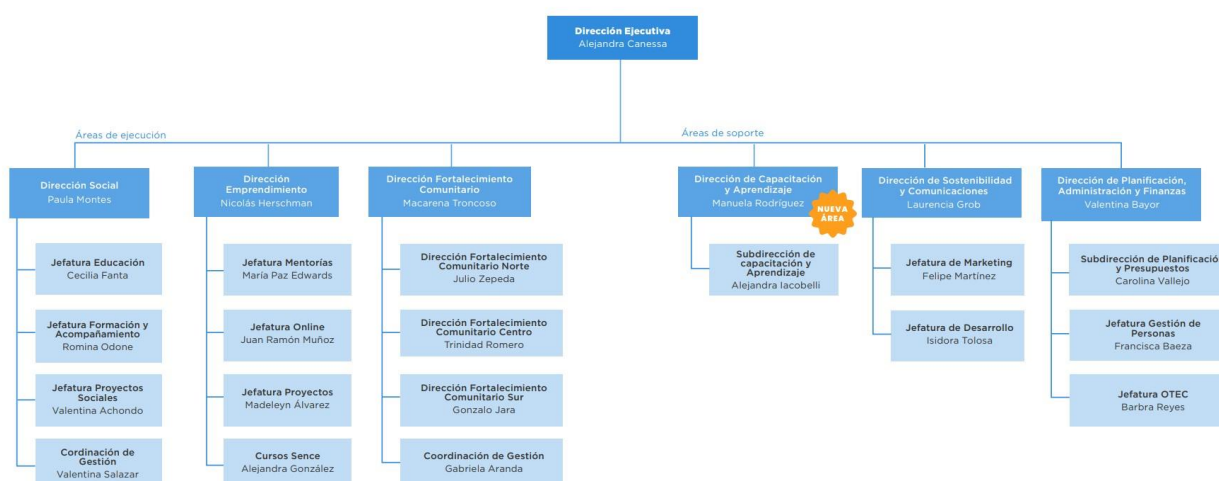 Dirección Ejecutiva
Alejandra Canessa
Áreas de ejecución
Áreas de soporte
Dirección Social
Paula Montes
Dirección
Emprendimiento
Nicolás Herschman
Dirección Fortalecimiento
Comunitario
Macarena Troncoso
Dirección de Capacitación
y Aprendizaje
Manuela Rodríguez
NUEVA
ÁREA
Dirección de Sostenibilidad
y Comunicaciones
Laurencia Grob
Dirección de Planificación,
Administración y Finanzas
Valentina Bayor
Jefatura Educación
Cecilia Fanta
Jefatura Formación y
Acompañamiento
Romina Odone
Jefatura Proyectos
Sociales
Valentina Achondo
Cordinación de
Gestión
Valentina Salazar
Jefatura Mentorías
María Paz Edwards
Jefatura Online
Juan Ramón Muñoz
Jefatura Proyectos
Madeleyn Álvarez
Cursos Sence
Alejandra González
Dirección Fortalecimiento
Comunitario Norte
Julio Zepeda
Dirección Fortalecimiento
Comunitario Centro
Trinidad Romero
Dirección Fortalecimiento
Comunitario Sur
Gonzalo Jara
Coordinación de Gestión
Gabriela Aranda
Subdirección de
capacitación y
Aprendizaje
Alejandra Iacobelli
Jefatura de Marketing
Felipe Martínez
Jefatura de Desarrollo
Isidora Tolosa
Subdirección de Planificación
y Presupuestos
Carolina Vallejo
Jefatura Gestión de
Personas
Francisca Baeza
Jefatura OTEC
Barbra Reyes